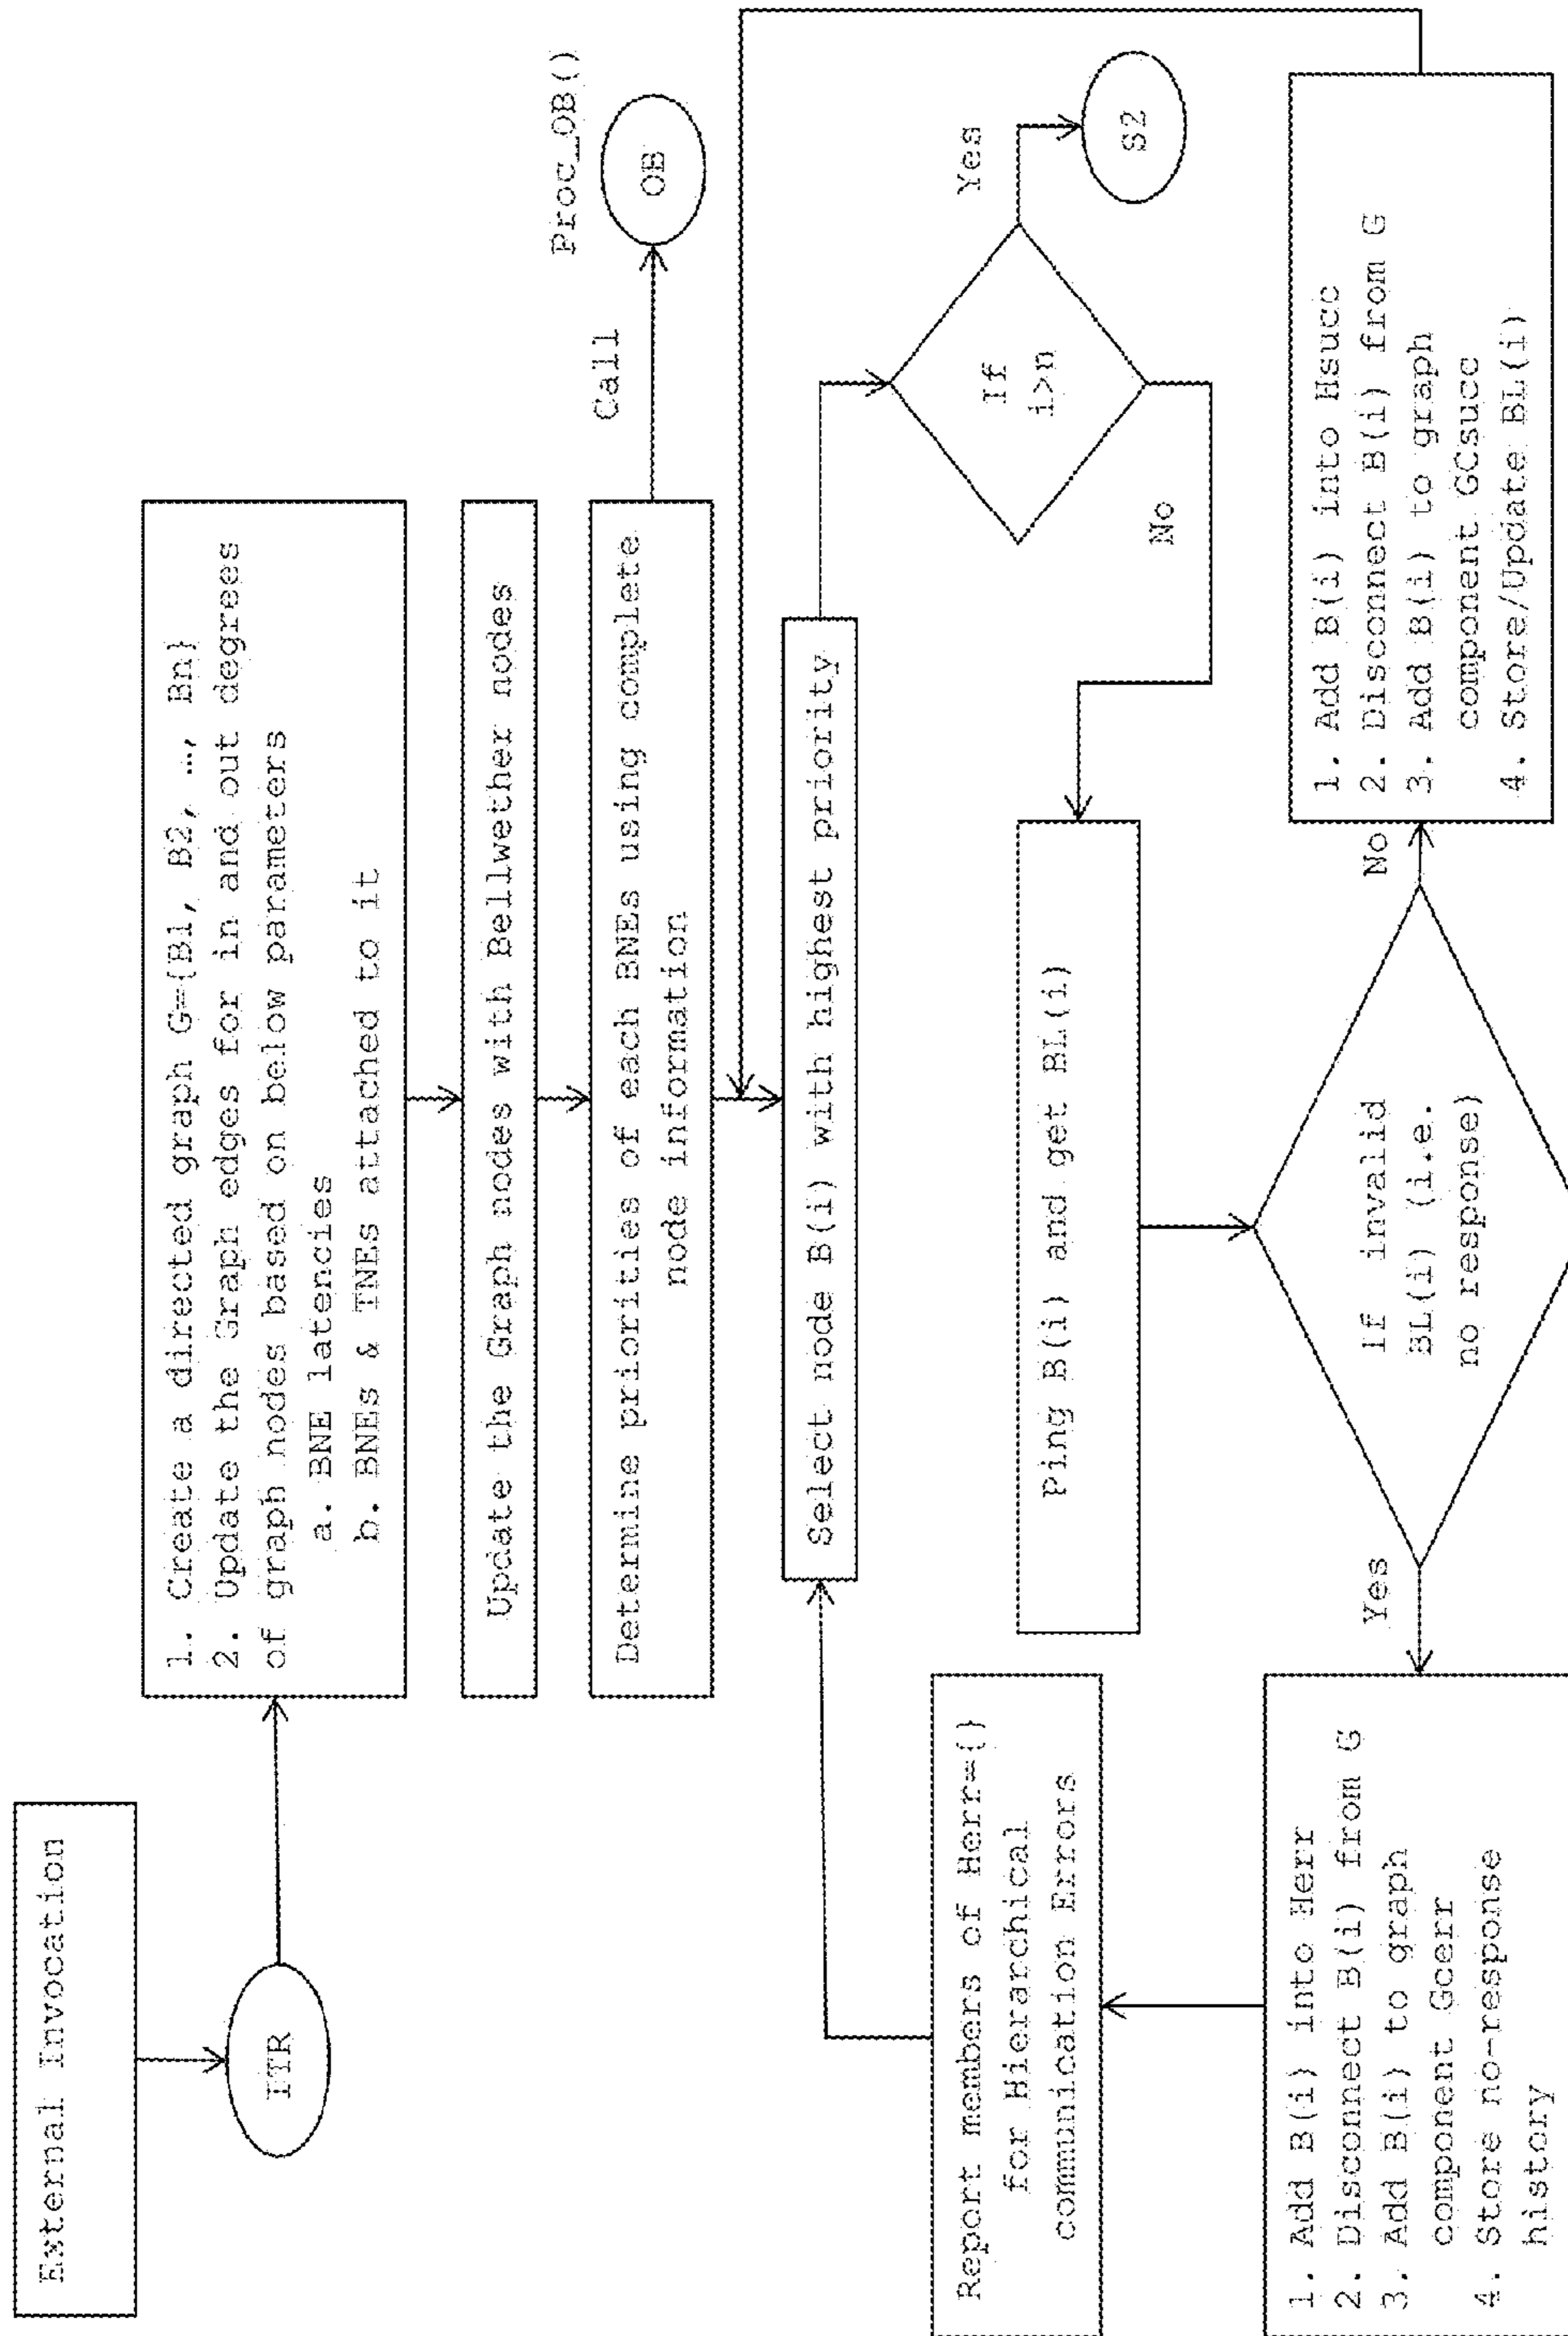 External Invocation
ITR
1. Create a directed graph G={B1, B2, …, Bn}
2. Update the Graph edges for in and out degrees
of graph nodes based on below parameters
a. BNE latencies
b. BNEs & TNEs attached to it
Update the Graph nodes with Bellwether nodes
Determine priorities of each BNEs using complete
node information
Call
Proc_OB()
OB
Select node B(i) with highest priority
If
i>n
Yes
S2
No
Ping B(i) and get BL(i)
If invalid
BL(i) (i.e.
no response)
No
1. Add B(i) into Hsucc
2. Disconnect B(i) from G
3. Add B(i) to graph
component GCsucc
4. Store/Update BL(i)
Yes
1. Add B(i) into Herr
2. Disconnect B(i) from G
3. Add B(i) to graph
component Gcerr
4. Store no-response
history
Report members of Herr={}
for Hierarchical
communication Errors